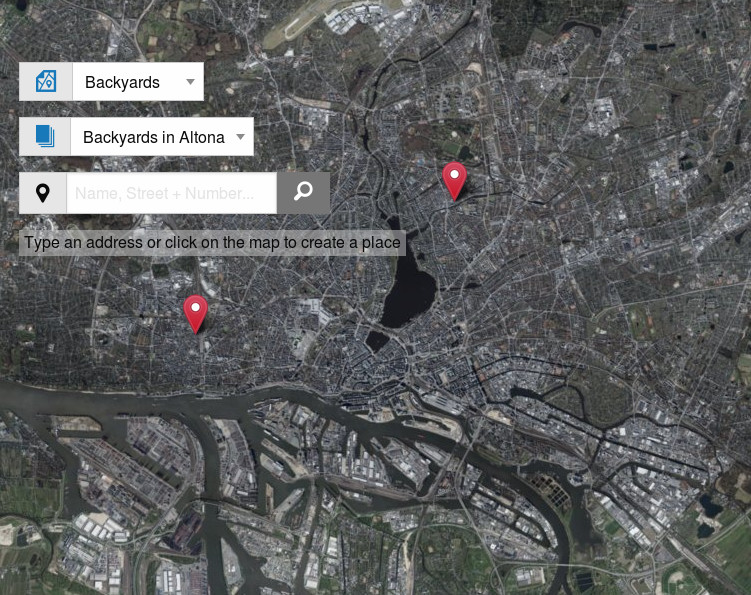 Backyards
Backyards in Altona
Name, Street + Number...
Type an address or click on the map to create a place